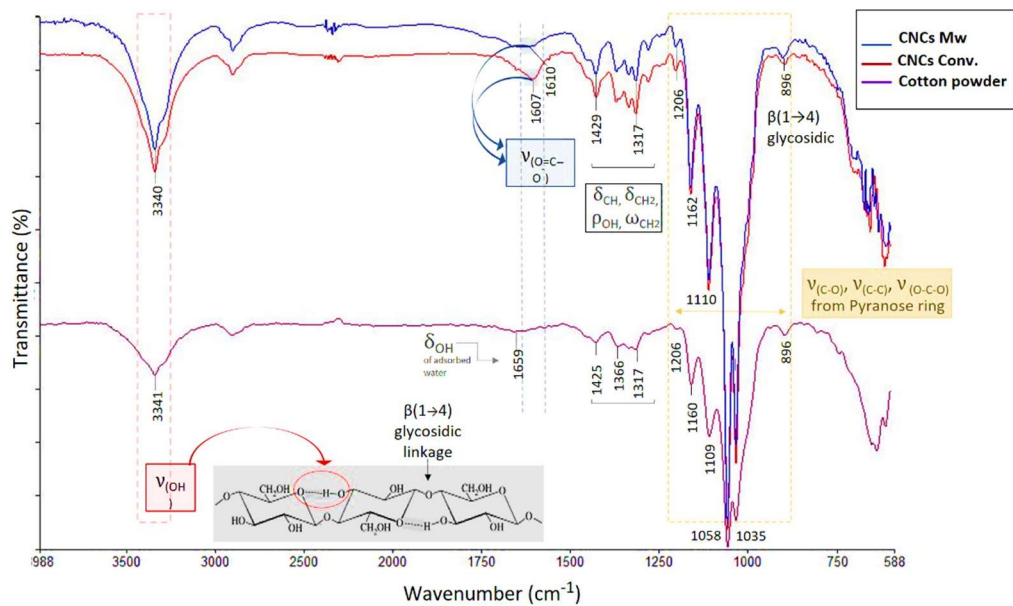 CNCs Mw
CNCs Conv.
Cotton powder
1610
1607
1206
896
1429
1317
β(1→4)
glycosidic
ν(O=C–
O)
3340
δCH, δCH2,
ρOH, ωCH2
1162
1110
ν(C-O), ν(C-C), ν (O-C-O)
from Pyranose ring
δOH
of adsorbed
water
1659
1425
1366
1317
1206
896
3341
1160
1109
β(1→4)
glycosidic
linkage
ν(OH
)
CH2OH
O
H
O
OH
CH2OH
HO
OH
CH2OH
OH
1058
1035
988
3500
3000
2500
2000
1750
1500
1250
1000
750
588
Transmittance (%)
Wavenumber (cm-1)